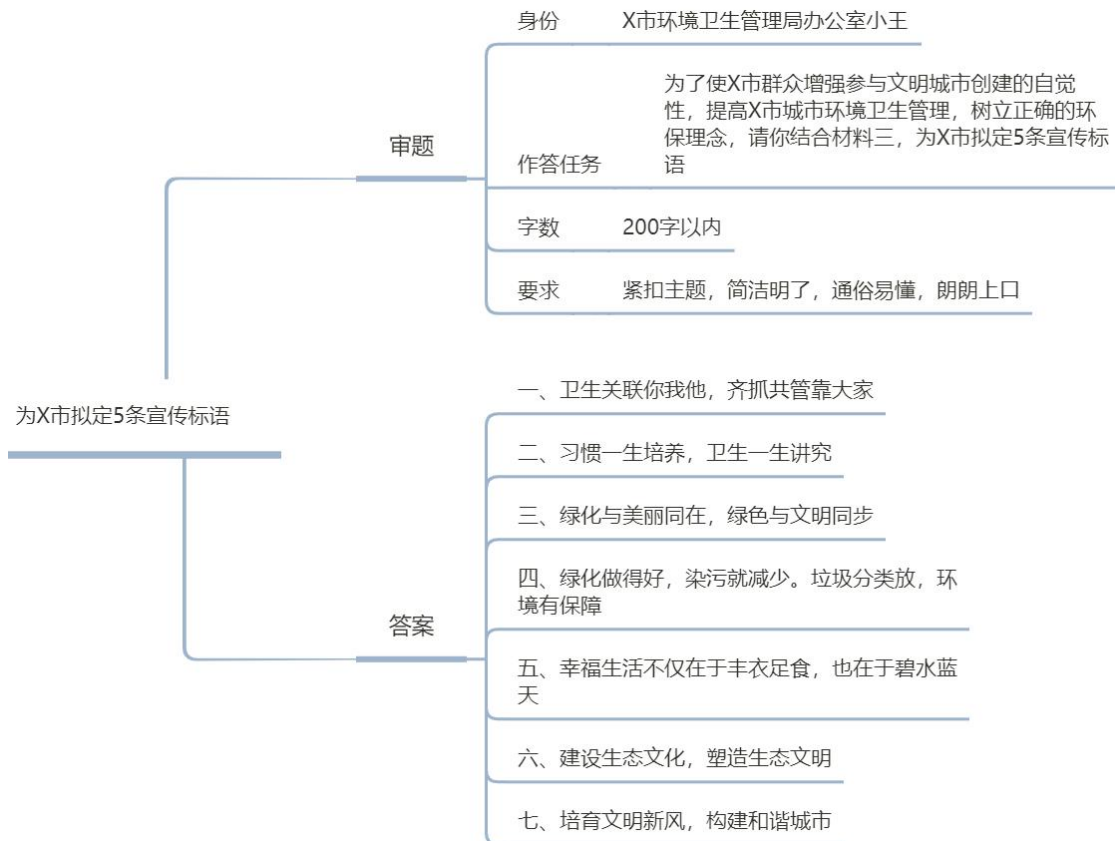 身份
X市环境卫生管理局办公室小王
为了使X市群众增强参与文明城市创建的自觉
性，提高X市城市环境卫生管理，树立正确的环
保理念，请你结合材料三，为X市拟定5条宣传标
语
作答任务
审题
字数
200字以内
要求
紧扣主题，简洁明了，通俗易懂，朗朗上口
为X市拟定5条宣传标语
一、卫生关联你我他，齐抓共管靠大家
二、习惯一生培养，卫生一生讲究
三、绿化与美丽同在，绿色与文明同步
四、绿化做得好，染污就减少。垃圾分类放，环
境有保障
答案
五、幸福生活不仅在于丰衣足食，也在于碧水蓝
天
六、建设生态文化，塑造生态文明
七、培育文明新风，构建和谐城市